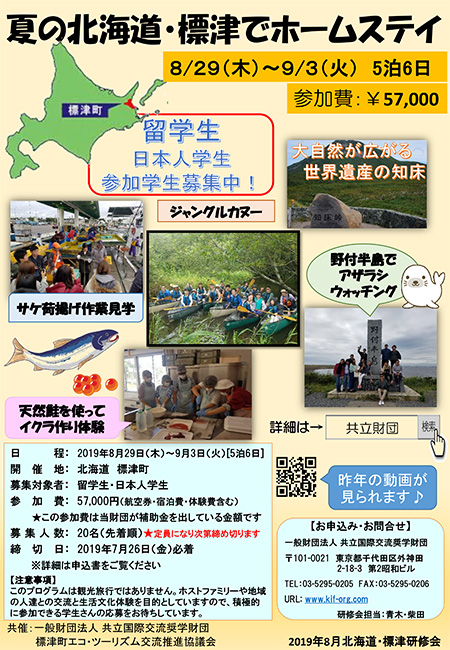 夏の北海道・標津でホームステイ
8/29(木)～9/3(火) 5泊6日
参加費：￥57,000
標津町
留学生
日本人学生
参加学生募集中！
大自然が広がる
世界遺産の知床
知床峠
ジャングルカヌー
野付半島で
アザラシ
ウォッチング
サケ荷揚げ作業見学
野付半島
天然鮭を使って
イクラ作り体験
詳細は→ 共立財団 検索
日　程： 2019年8月29日(木)～9月3日(火)[5泊6日]
開 催 地： 北海道 標津町
募集対象者： 留学生・日本人学生
参 加 費： 57,000円(航空券・宿泊費・体験費含む)
★この参加費は当財団が補助金を出している金額です
募 集 人 数： 20名(先着順)★定員になり次第締め切ります
締 切 日： 2019年7月26日(金)必着
※詳細は申込書をご覧ください
【注意事項】
このプログラムは観光旅行ではありません。ホストファミリーや地域
の人達との交流と生活文化体験を目的としていますので、積極的
に参加できる学生さんの応募をお待ちしています。
昨年の動画が
見られます♪
【お申込み・お問合せ】
一般財団法人 共立国際交流奨学財団
〒101-0021 東京都千代田区外神田
2-18-3 第2昭和ビル
TEL:03-5295-0205 FAX:03-5295-0206
URL: www.kif-org.com
研修会担当：青木・柴田
共催：一般財団法人 共立国際交流奨学財団
標津町エコ・ツーリズム交流推進協議会
2019年8月北海道・標津研修会